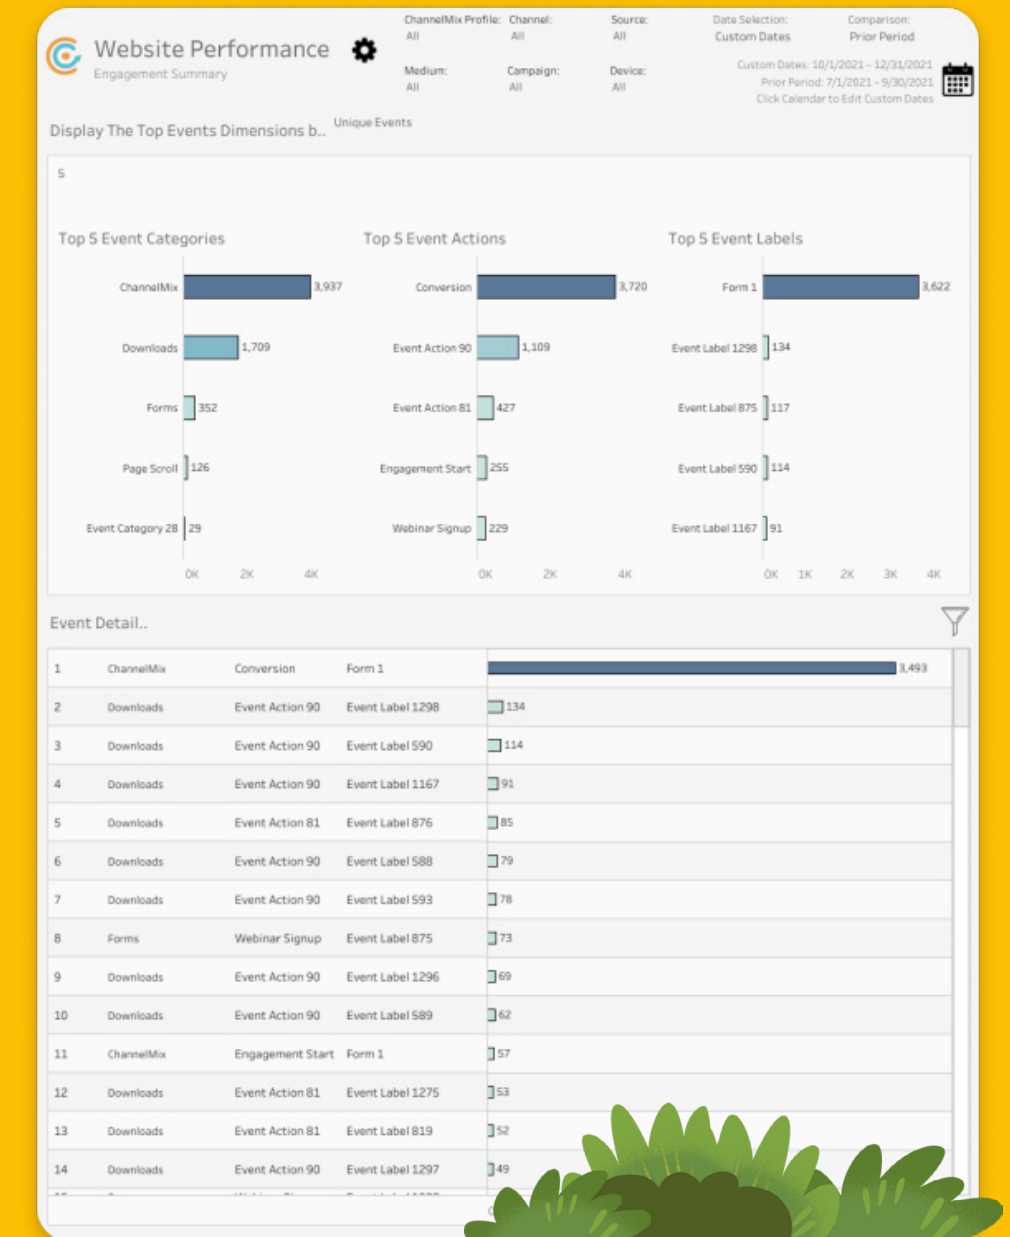 ChannelMix Profile: Channel: Source: Date Selection: Comparison:
All All All Custom Dates Prior Period
Website Performance
Engagement Summary
Medium: Campaign: Device:
All All All
Custom Dates: 10/1/2021 - 12/31/2021
Prior Period: 7/1/2021 - 9/30/2021
Click Calendar to Edit Custom Dates
Display The Top Events Dimensions b.. Unique Events
5
Top 5 Event Categories Top 5 Event Actions Top 5 Event Labels
ChannelMix 3,937 Conversion 3,720 Form 1 3,622
Downloads 1,709 Event Action 90 1,109 Event Label 1298 134
Forms 352 Event Action 81 427 Event Label 875 117
Page Scroll 126 Engagement Start 255 Event Label 590 114
Event Category 28 29 Webinar Signup 229 Event Label 1167 91
0K 2K 4K 0K 2K 4K 0K 1K 2K 3K 4K
Event Detail..
1 ChannelMix Conversion Form 1 3,493
2 Downloads Event Action 90 Event Label 1298 134
3 Downloads Event Action 90 Event Label 590 114
4 Downloads Event Action 90 Event Label 1167 91
5 Downloads Event Action 81 Event Label 876 85
6 Downloads Event Action 90 Event Label 588 79
7 Downloads Event Action 90 Event Label 593 78
8 Forms Webinar Signup Event Label 875 73
9 Downloads Event Action 90 Event Label 1296 69
10 Downloads Event Action 90 Event Label 589 62
11 ChannelMix Engagement Start Form 1 57
12 Downloads Event Action 81 Event Label 1275 53
13 Downloads Event Action 81 Event Label 819 52
14 Downloads Event Action 90 Event Label 1297 49